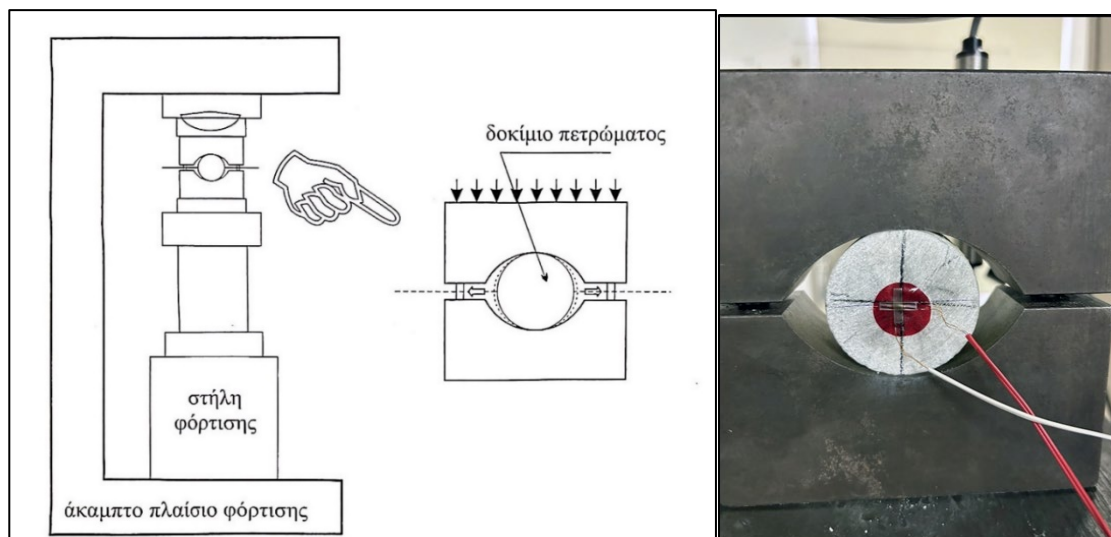 δοκίμιο πετρώματος
στήλη
φόρτισης
άκαμπτο πλαίσιο φόρτισης